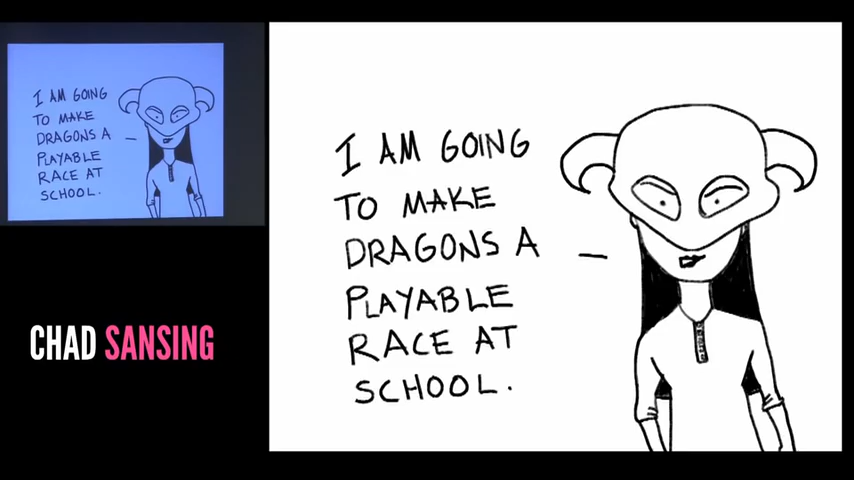 I AM GOING
TO MAKE
DRAGONS A
PLAYABLE
RACE AT
SCHOOL.
CHAD SANSING
I AM GOING
TO MAKE
DRAGONS A
PLAYABLE
RACE AT
SCHOOL.